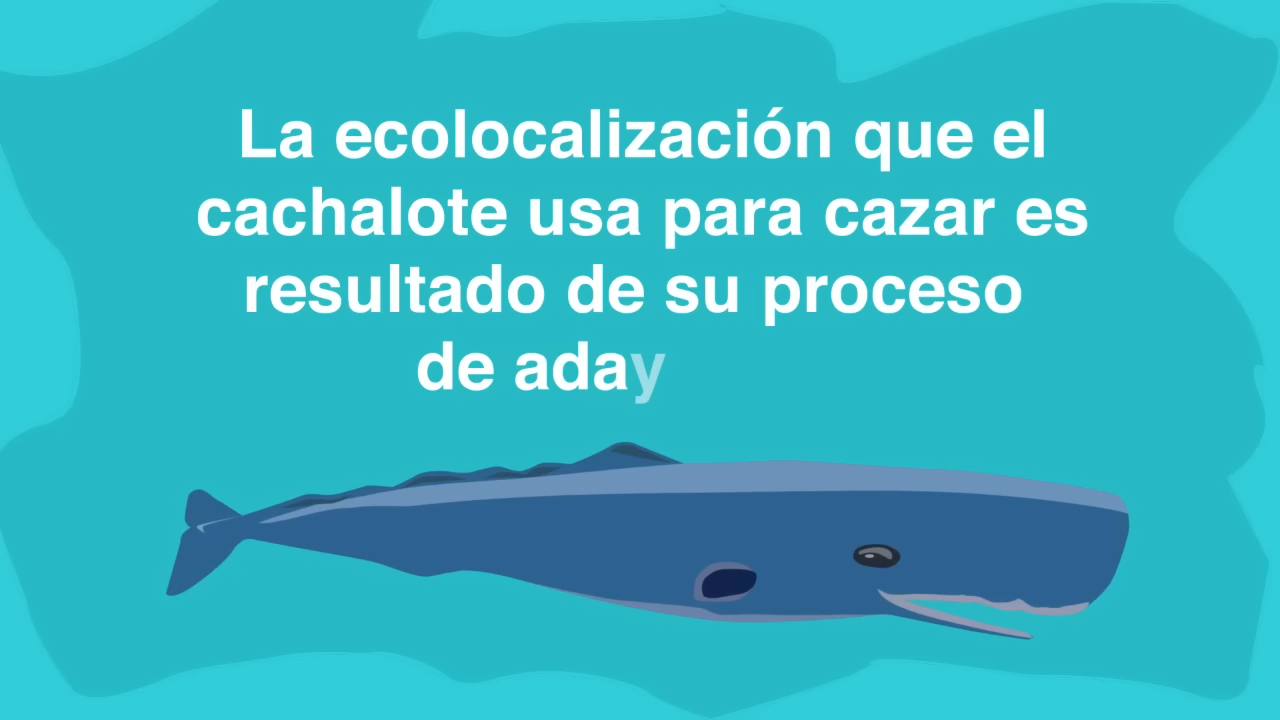 La ecolocalización que el
cachalote usa para cazar es
resultado de su proceso
de aday